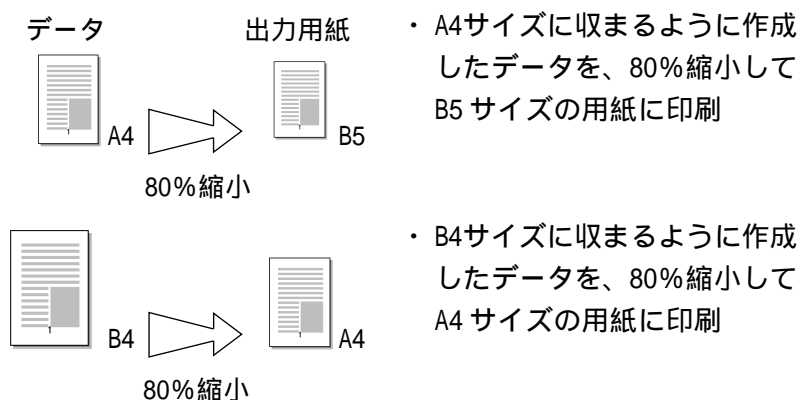 データ
出力用紙
A4
B5
80%縮小
・ A4サイズに収まるように作成
したデータを、80%縮小して
B5 サイズの用紙に印刷
B4
A4
80%縮小
・ B4サイズに収まるように作成
したデータを、80%縮小して
A4 サイズの用紙に印刷